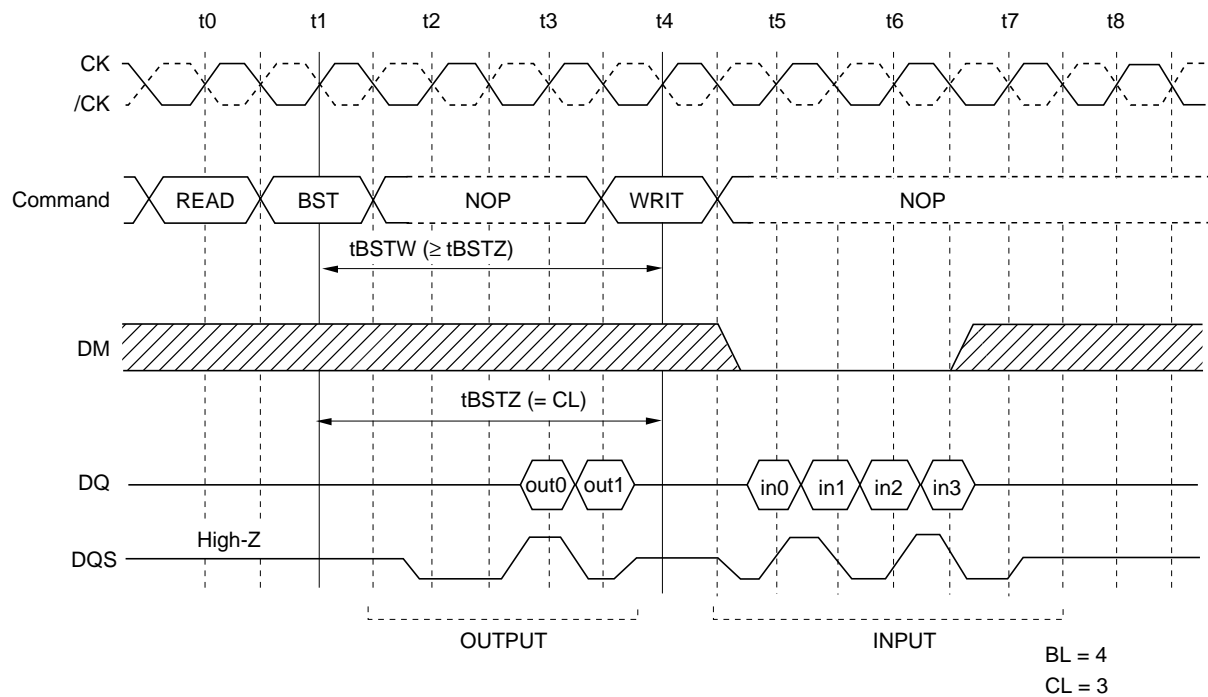 t0 t1 t2 t3 t4 t5 t6 t7 t8
CK
/CK
Command READ BST NOP WRIT NOP
tBSTW (≥ tBSTZ)
DM
tBSTZ (= CL)
DQ out0 out1 in0 in1 in2 in3
High-Z
DQS
OUTPUT INPUT
BL = 4
CL = 3